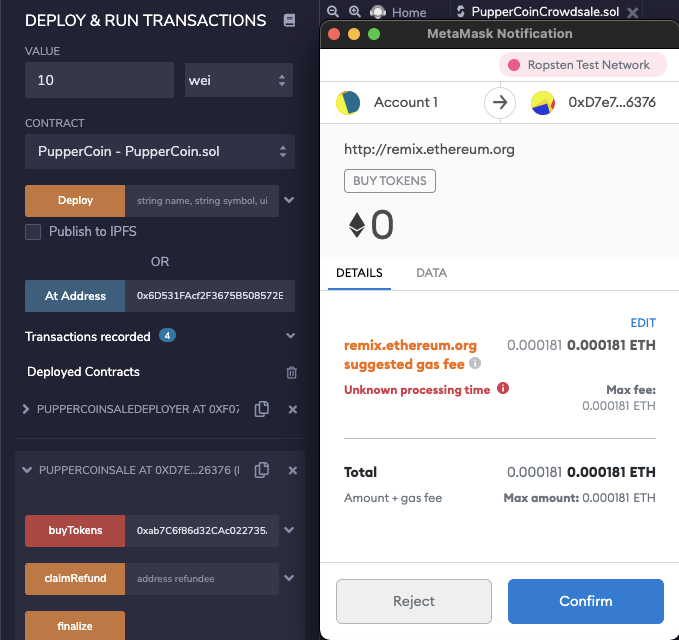 DEPLOY & RUN TRANSACTIONS
VALUE
10
wei
CONTRACT
PupperCoin - PupperCoin.sol
Deploy
string name, string symbol, ui
Publish to IPFS
OR
At Address
0x6D531FAcf2F3675B508572E
Transactions recorded 4
Deployed Contracts
PUPPERCOINSALEDEPLOYER AT 0XF07
PUPPERCOINSALE AT 0XD7E...26376 (
buyTokens
0xab7C6f86d32CAc022735
claimRefund
address refundee
finalize
Home
PupperCoinCrowdsale.sol
MetaMask Notification
Ropsten Test Network
Account 1
0xD7e7...6376
http://remix.ethereum.org
BUY TOKENS
0
DETAILS
DATA
EDIT
remix.ethereum.org
suggested gas fee
0.000181 0.000181 ETH
Unknown processing time
Max fee:
0.000181 ETH
Total
0.000181 0.000181 ETH
Amount + gas fee
Max amount: 0.000181 ETH
Reject
Confirm